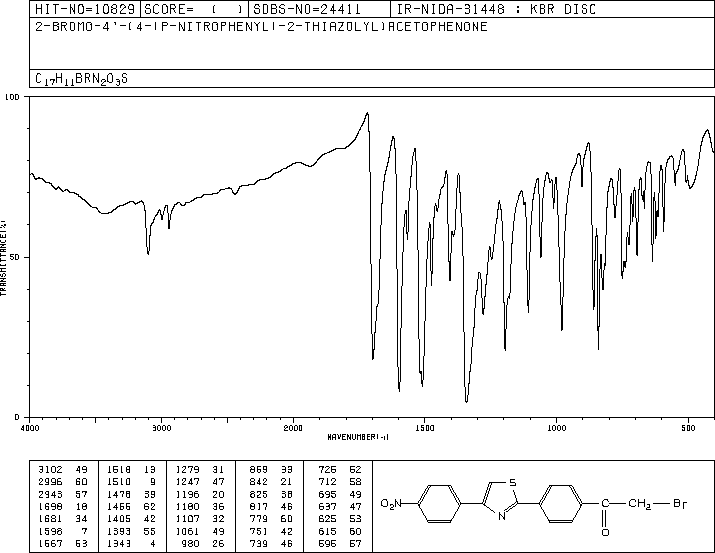 HIT-NO=10829 SCORE= ( ) SDBS-NO=24411 IR-NIDA-31448 : KBR DISC
2-BROMO-4'-(4-(P-NITROPHENYL)-2-THIAZOLYL)ACETOPHENONE
C17H11BRN2O3S
100
50
0
TRANSMITTANCE(%)
4000 3000 2000 1500 1000 500
WAVENUMBER(-1)
3102 49 1518 13 1279 31 859 33 726 52
2996 60 1510 9 1247 47 842 21 712 58
2943 57 1478 39 1196 20 825 38 695 49
1698 18 1456 62 1180 36 817 46 637 47
1681 34 1405 42 1107 32 779 60 625 53
1598 7 1393 55 1061 49 751 42 615 60
1567 53 1343 4 980 26 739 46 595 57
O2N S N C O CH2 Br